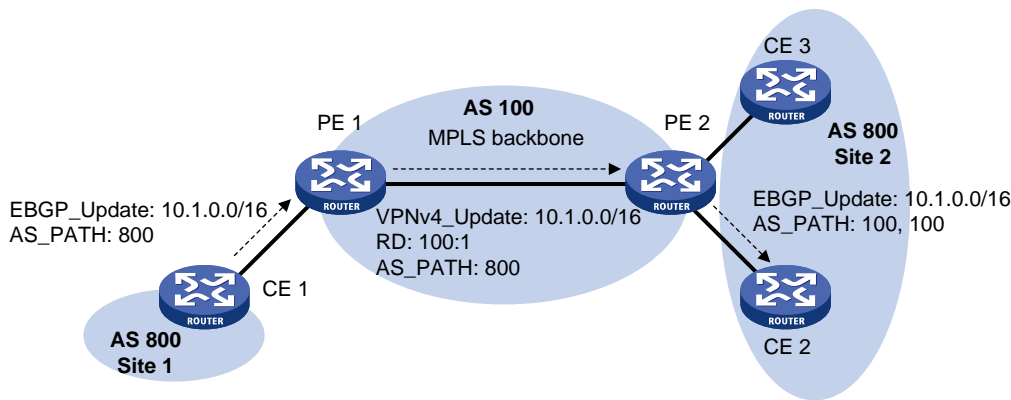 CE 3
ROUTER
AS 100
MPLS backbone
PE 1
ROUTER
PE 2
ROUTER
AS 800
Site 2
EBGP_Update: 10.1.0.0/16
AS_PATH: 800
VPNv4_Update: 10.1.0.0/16
RD: 100:1
AS_PATH: 800
EBGP_Update: 10.1.0.0/16
AS_PATH: 100, 100
CE 1
ROUTER
AS 800
Site 1
ROUTER
CE 2